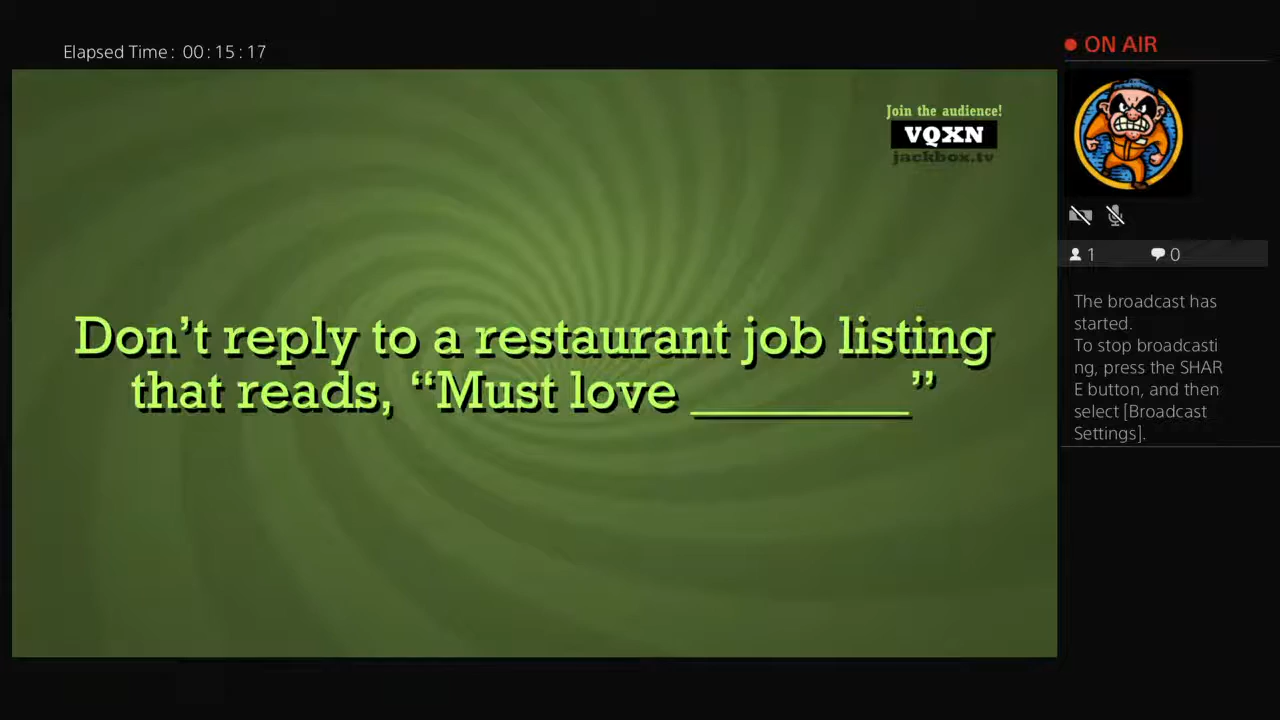 Elapsed Time: 00:15:17
ON AIR
Join the audience!
VQXN
jackbox.tv
1 0
Don't reply to a restaurant job listing
that reads, “Must love ________”
The broadcast has
started.
To stop broadcasti
ng, press the SHAR
E button, and then
select [Broadcast
Settings].